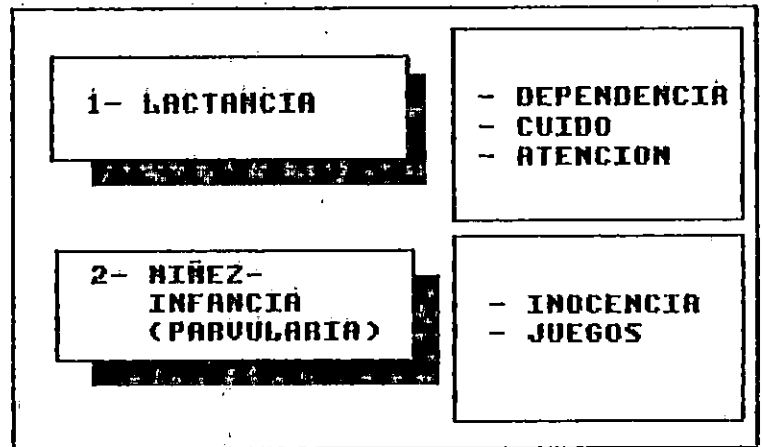 1- LACTANCIA
- DEPENDENCIA
- CUIDO
- ATENCION
2- NIÑEZ-
INFANCIA
(PARVULARIA)
- INOCENCIA
- JUEGOS